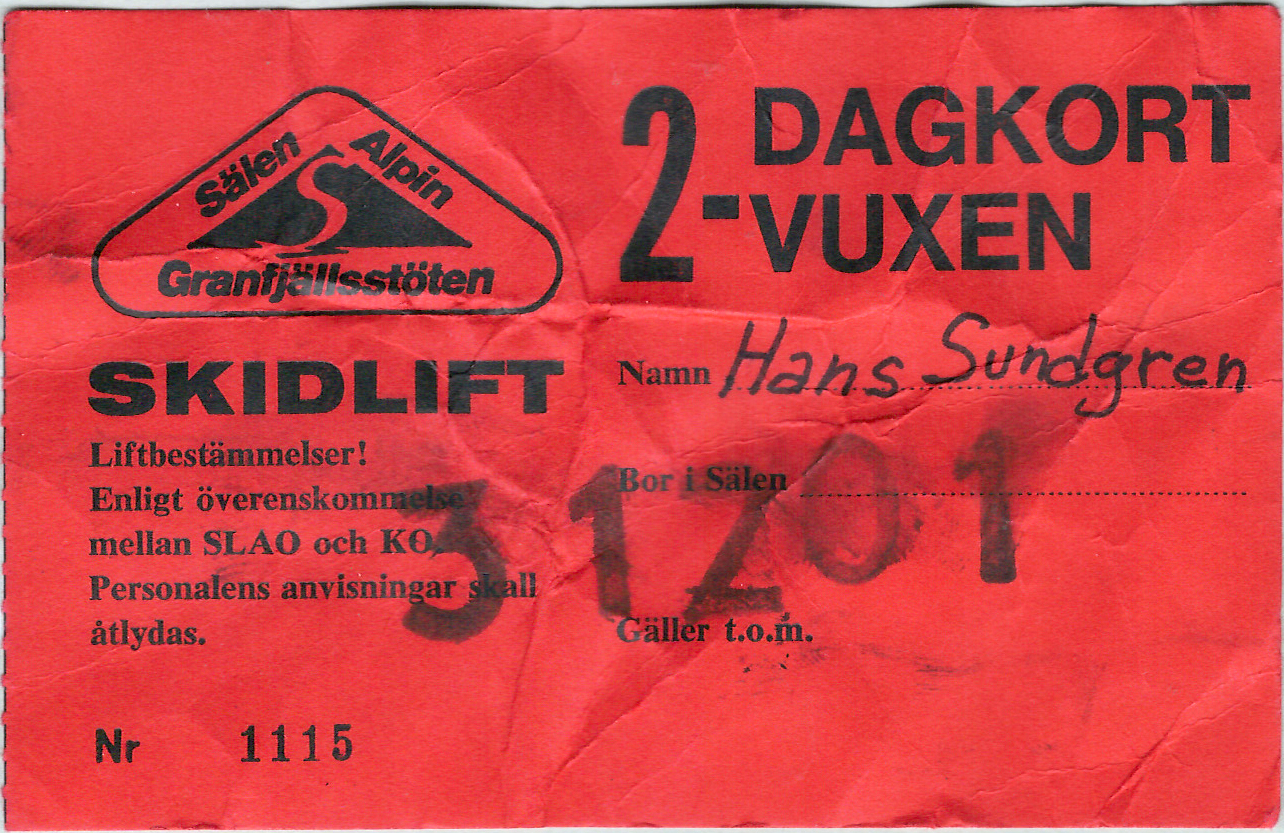 Sälen Alpin
Granfjällsstöten
2-DAGKORT
VUXEN
SKIDLIFT
Liftbestämmelser!
Enligt överenskommelse
mellan SLAO och KO.
Personalens anvisningar skall
åtlydas.
Nr 1115
Namn Hans Sundgren
Bor i Sälen
31201
Gäller t.o.m.